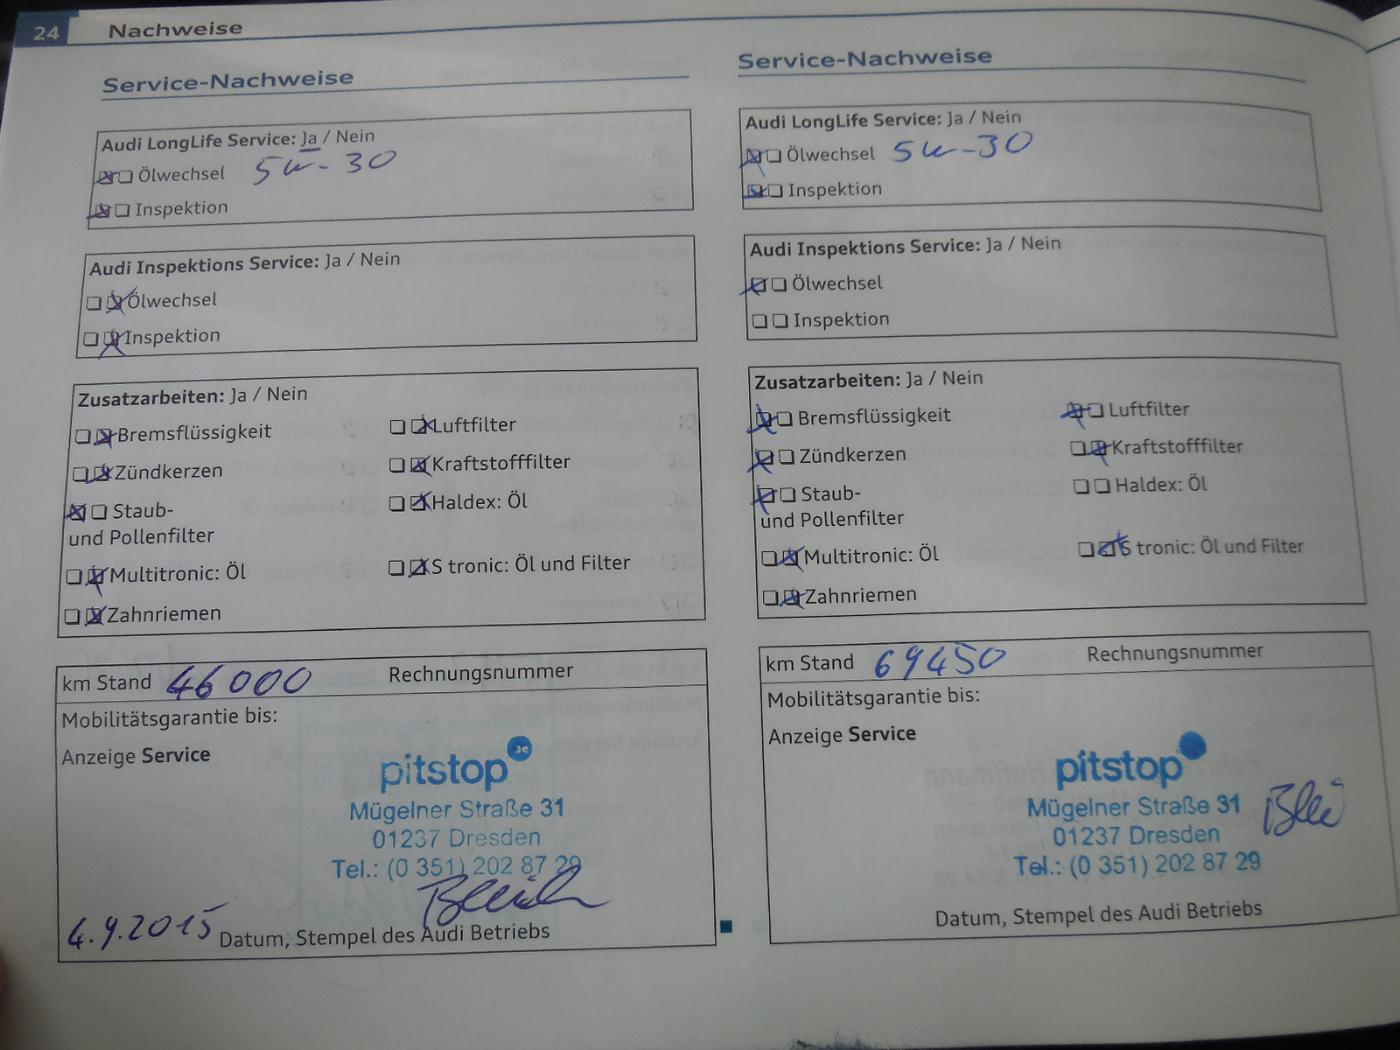 24 Nachweise
Service-Nachweise
Audi LongLife Service: Ja / Nein
Ölwechsel 5W-30
Inspektion
Audi Inspektions Service: Ja / Nein
Ölwechsel
Inspektion
Zusatzarbeiten: Ja / Nein
Bremsflüssigkeit Luftfilter
Zündkerzen Kraftstofffilter
Staub- Haldex: Öl
und Pollenfilter
Multitronic: Öl S tronic: Öl und Filter
Zahnriemen
km Stand 46000 Rechnungsnummer
Mobilitätsgarantie bis:
Anzeige Service
pitstop
Mügelner Straße 31
01237 Dresden
Tel.: (0 351) 202 87 29
4.9.2015 Datum, Stempel des Audi Betriebs
Service-Nachweise
Audi LongLife Service: Ja / Nein
Ölwechsel 5W-30
Inspektion
Audi Inspektions Service: Ja / Nein
Ölwechsel
Inspektion
Zusatzarbeiten: Ja / Nein
Bremsflüssigkeit Luftfilter
Zündkerzen Kraftstofffilter
Staub- Haldex: Öl
und Pollenfilter
Multitronic: Öl S tronic: Öl und Filter
Zahnriemen
km Stand 69450 Rechnungsnummer
Mobilitätsgarantie bis:
Anzeige Service
pitstop
Mügelner Straße 31
01237 Dresden
Tel.: (0 351) 202 87 29
Datum, Stempel des Audi Betriebs